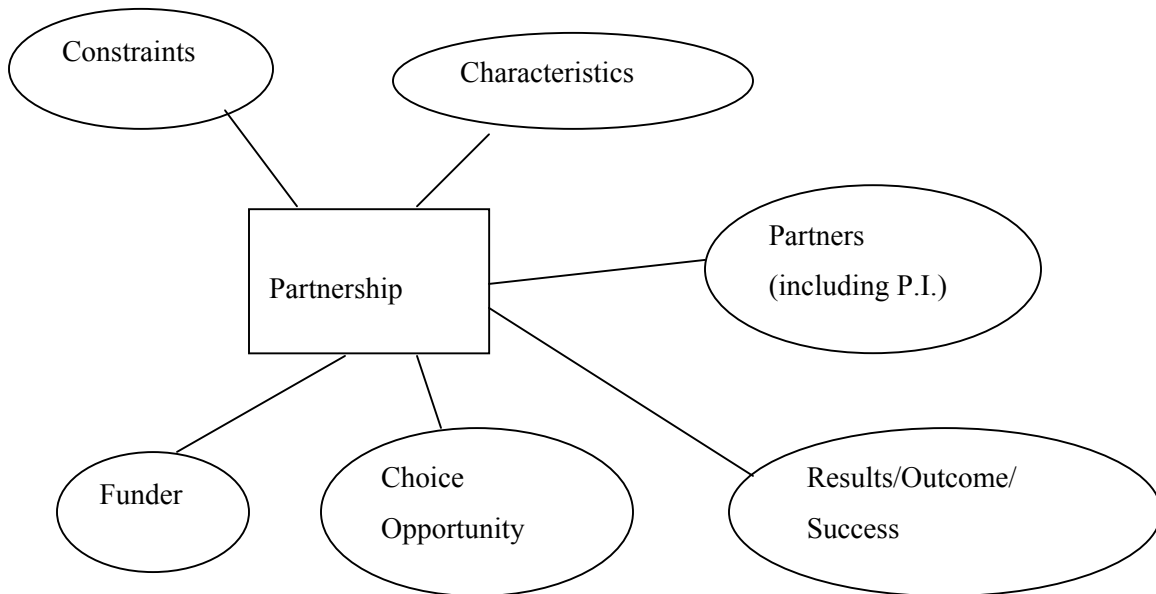 Constraints
Characteristics
Partners
(including P.I.)
Partnership
Funder
Choice
Opportunity
Results/Outcome/
Success